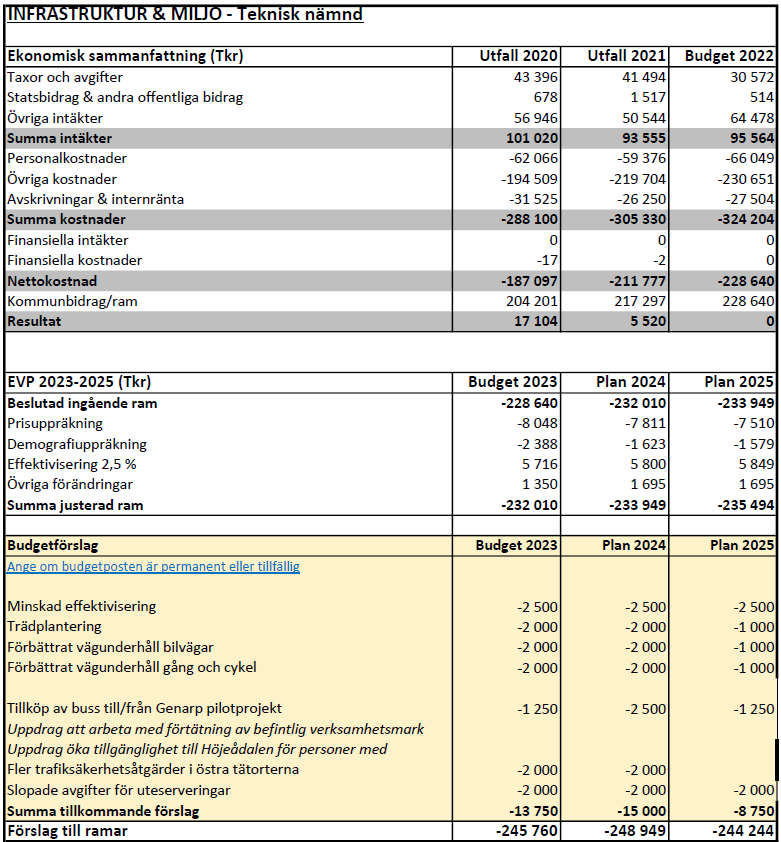 INFRASTRUKTUR & MILJÖ - Teknisk nämnd
Ekonomisk sammanfattning (Tkr) Utfall 2020 Utfall 2021 Budget 2022
Taxor och avgifter 43 396 41 494 30 572
Statsbidrag & andra offentliga bidrag 678 1 517 514
Övriga intäkter 56 946 50 544 64 478
Summa intäkter 101 020 93 555 95 564
Personalkostnader -62 066 -59 376 -66 049
Övriga kostnader -194 509 -219 704 -230 651
Avskrivningar & internränta -31 525 -26 250 -27 504
Summa kostnader -288 100 -305 330 -324 204
Finansiella intäkter 0 0 0
Finansiella kostnader -17 -2 0
Nettokostnad -187 097 -211 777 -228 640
Kommunbidrag/ram 204 201 217 297 228 640
Resultat 17 104 5 520 0
EVP 2023-2025 (Tkr) Budget 2023 Plan 2024 Plan 2025
Beslutad ingående ram -228 640 -232 010 -233 949
Prisuppräkning -8 048 -7 811 -7 510
Demografiuppräkning -2 388 -1 623 -1 579
Effektivisering 2,5 % 5 716 5 800 5 849
Övriga förändringar 1 350 1 695 1 695
Summa justerad ram -232 010 -233 949 -235 494
Budgetförslag Budget 2023 Plan 2024 Plan 2025
Ange om budgetposten är permanent eller tillfällig
Minskad effektivisering -2 500 -2 500 -2 500
Trädplantering -2 000 -2 000 -1 000
Förbättrat vägunderhåll bilvägar -2 000 -2 000 -1 000
Förbättrat vägunderhåll gång och cykel -2 000 -2 000 -1 000
Tillköp av buss till/från Genarp pilotprojekt -1 250 -2 500 -1 250
Uppdrag att arbeta med förtätning av befintlig verksamhetsmark
Uppdrag öka tillgänglighet till Höjeådalen för personer med
Fler trafiksäkerhetsåtgärder i östra tätorterna -2 000 -2 000
Slopade avgifter för uteserveringar -2 000 -2 000 -2 000
Summa tillkommande förslag -13 750 -15 000 -8 750
Förslag till ramar -245 760 -248 949 -244 244